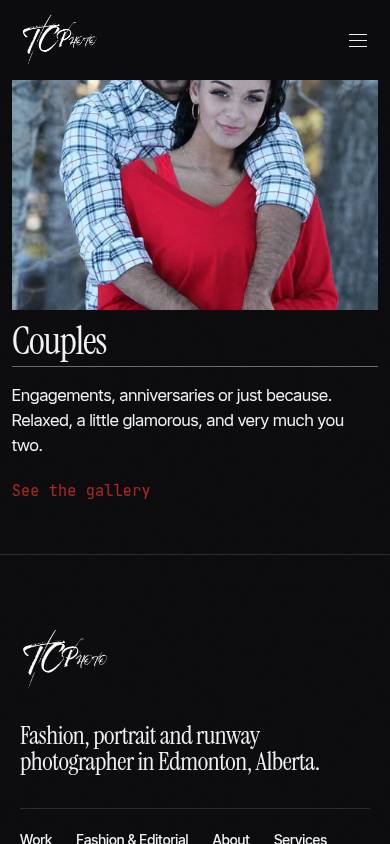 TCPhoto
Couples
Engagements, anniversaries or just because.
Relaxed, a little glamorous, and very much you
two.
See the gallery
TCPhoto
Fashion, portrait and runway
photographer in Edmonton, Alberta.
Work Fashion & Editorial About Services